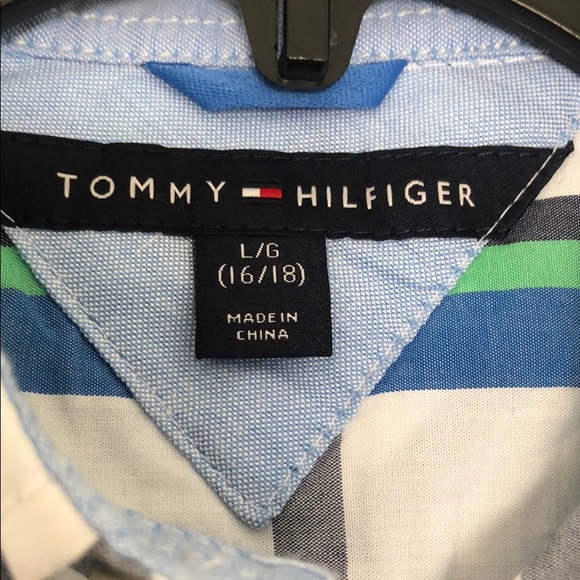 TOMMY HILFIGER
L/G
(16/18)
MADE IN
CHINA